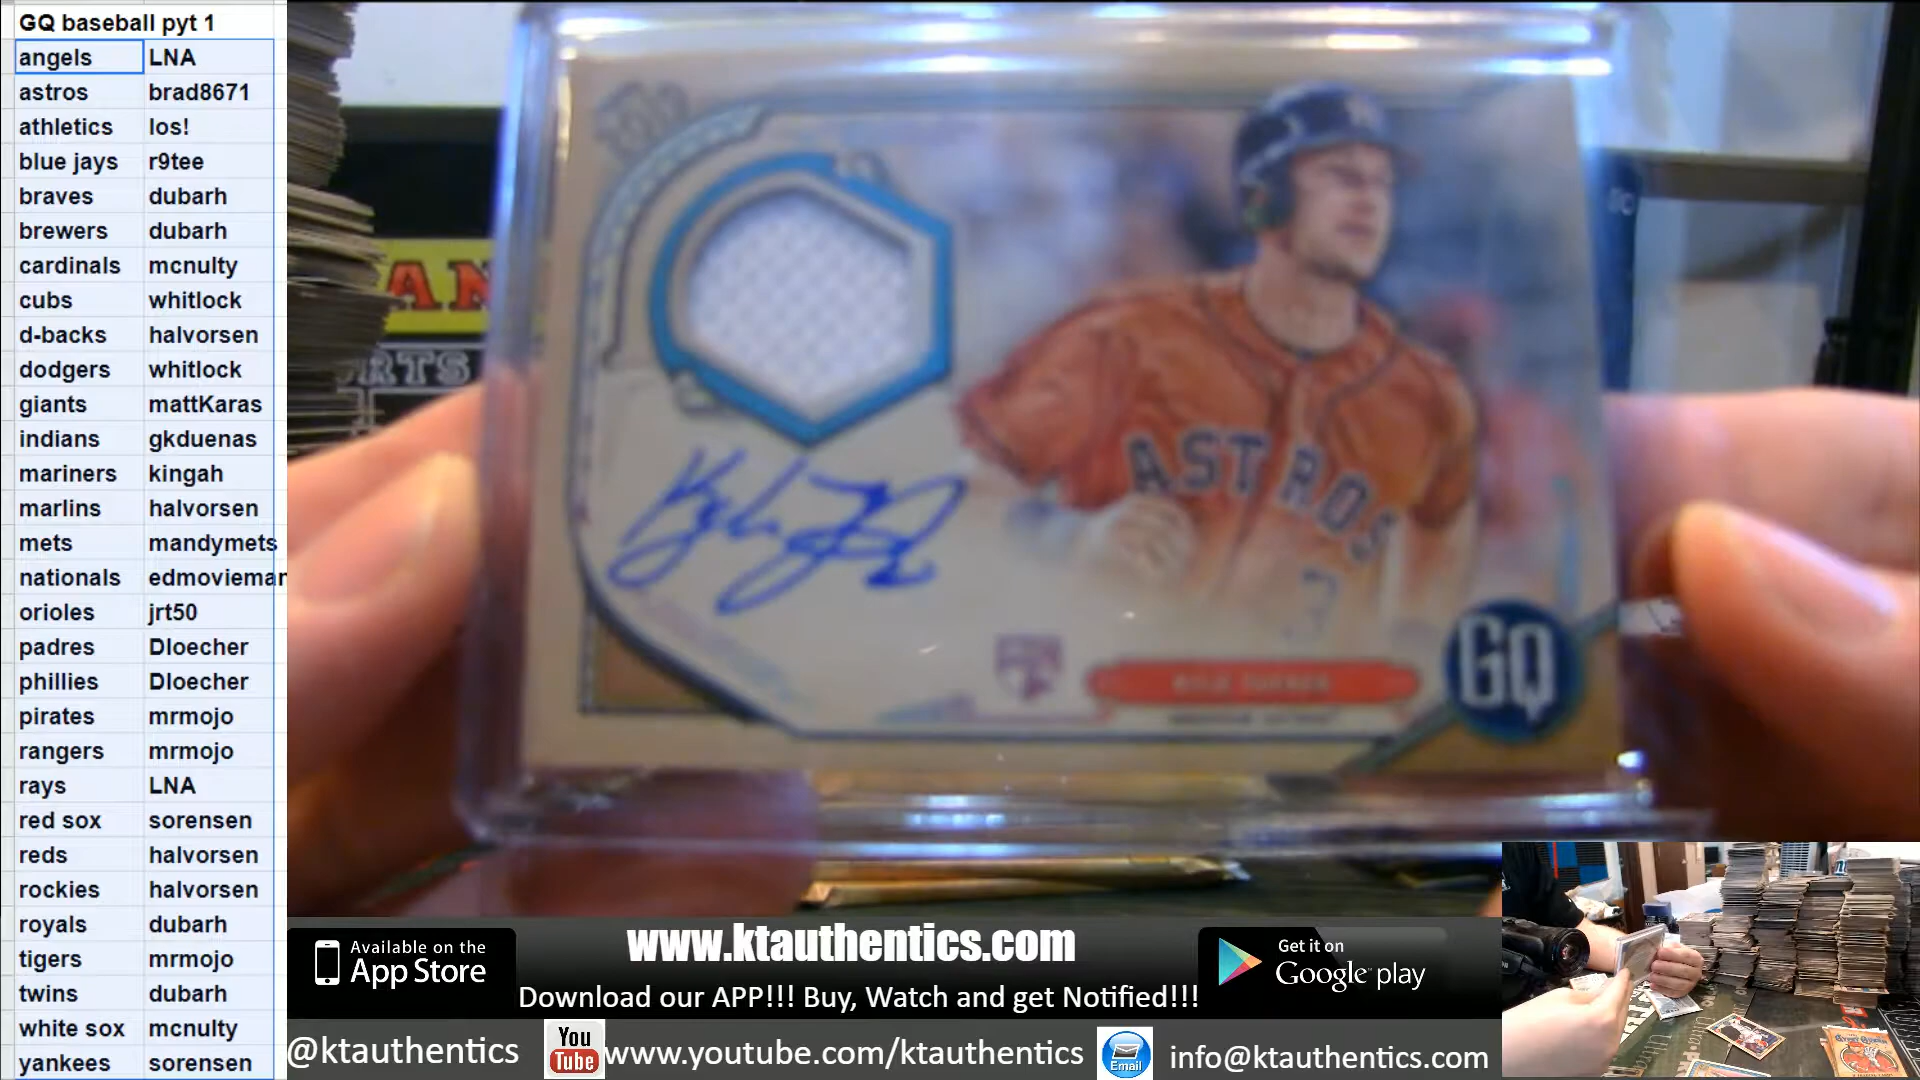 GQ baseball pyt 1
angels LNA
astros brad8671
athletics los!
blue jays r9tee
braves dubarh
brewers dubarh
cardinals mcnulty
cubs whitlock
d-backs halvorsen
dodgers whitlock
giants mattKaras
indians gkduenas
mariners kingah
marlins halvorsen
mets mandymets
nationals edmovieman
orioles jrt50
padres Dloecher
phillies Dloecher
pirates mrmojo
rangers mrmojo
rays LNA
red sox sorensen
reds halvorsen
rockies halvorsen
royals dubarh
tigers mrmojo
twins dubarh
white sox mcnulty
yankees sorensen
ASTROS
3
KYLE TUCKER
GQ
Available on the
App Store
www.ktauthentics.com
Get it on
Google play
Download our APP!!! Buy, Watch and get Notified!!!
@ktauthentics
You
Tube
www.youtube.com/ktauthentics
Email
info@ktauthentics.com